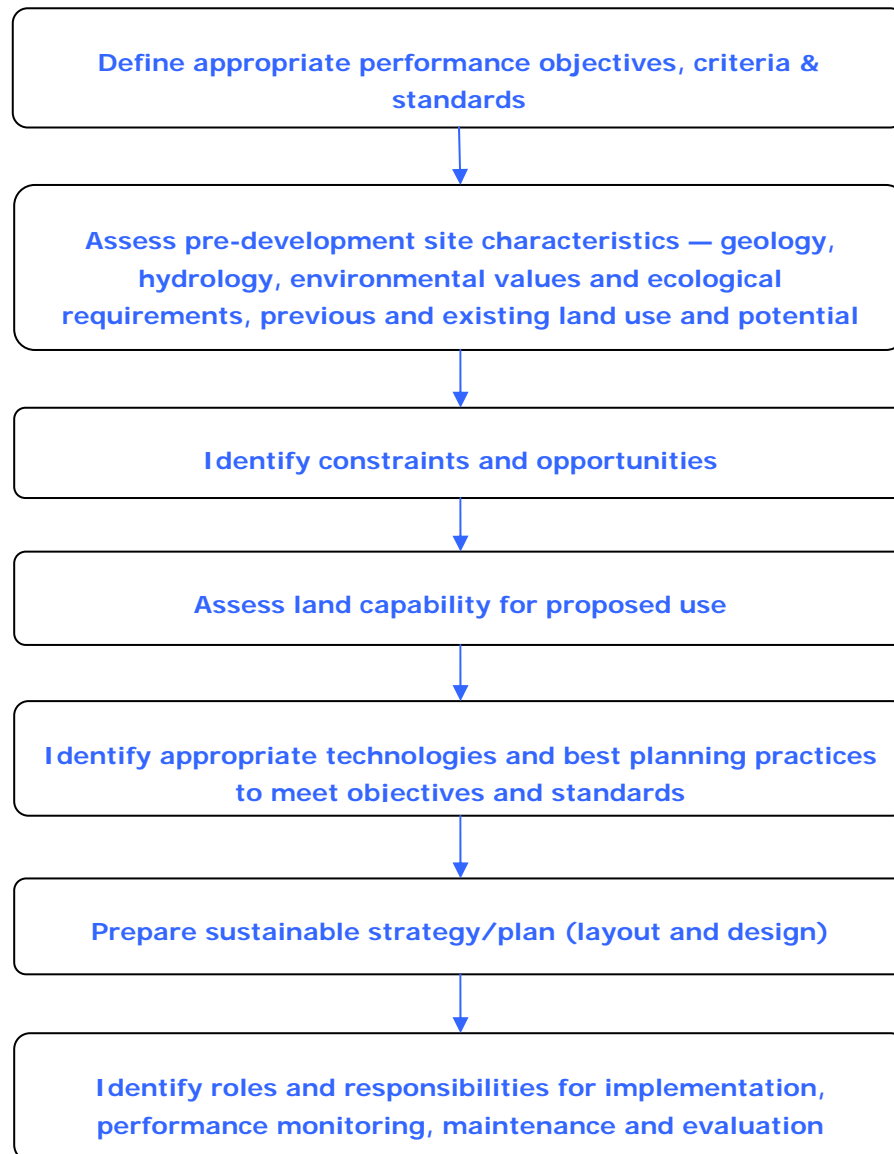 Define appropriate performance objectives, criteria &
standards
Assess pre-development site characteristics — geology,
hydrology, environmental values and ecological
requirements, previous and existing land use and potential
Identify constraints and opportunities
Assess land capability for proposed use
Identify appropriate technologies and best planning practices
to meet objectives and standards
Prepare sustainable strategy/plan (layout and design)
Identify roles and responsibilities for implementation,
performance monitoring, maintenance and evaluation